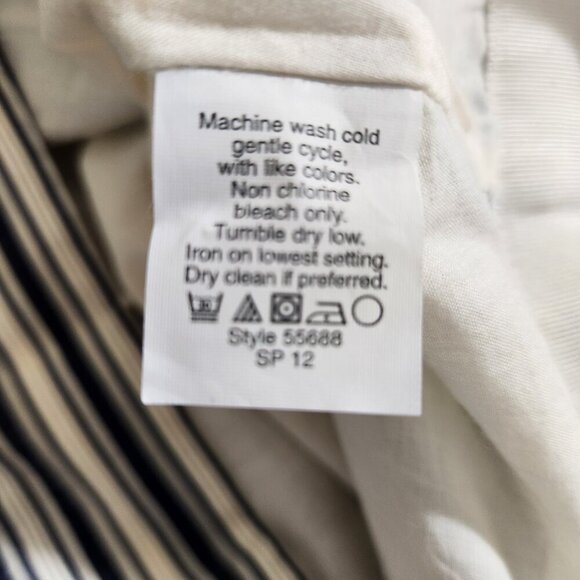 Machine wash cold
gentle cycle,
with like colors.
Non chlorine
bleach only.
Tumble dry low.
Iron on lowest setting.
Dry clean if preferred.
Style 55688
SP 12